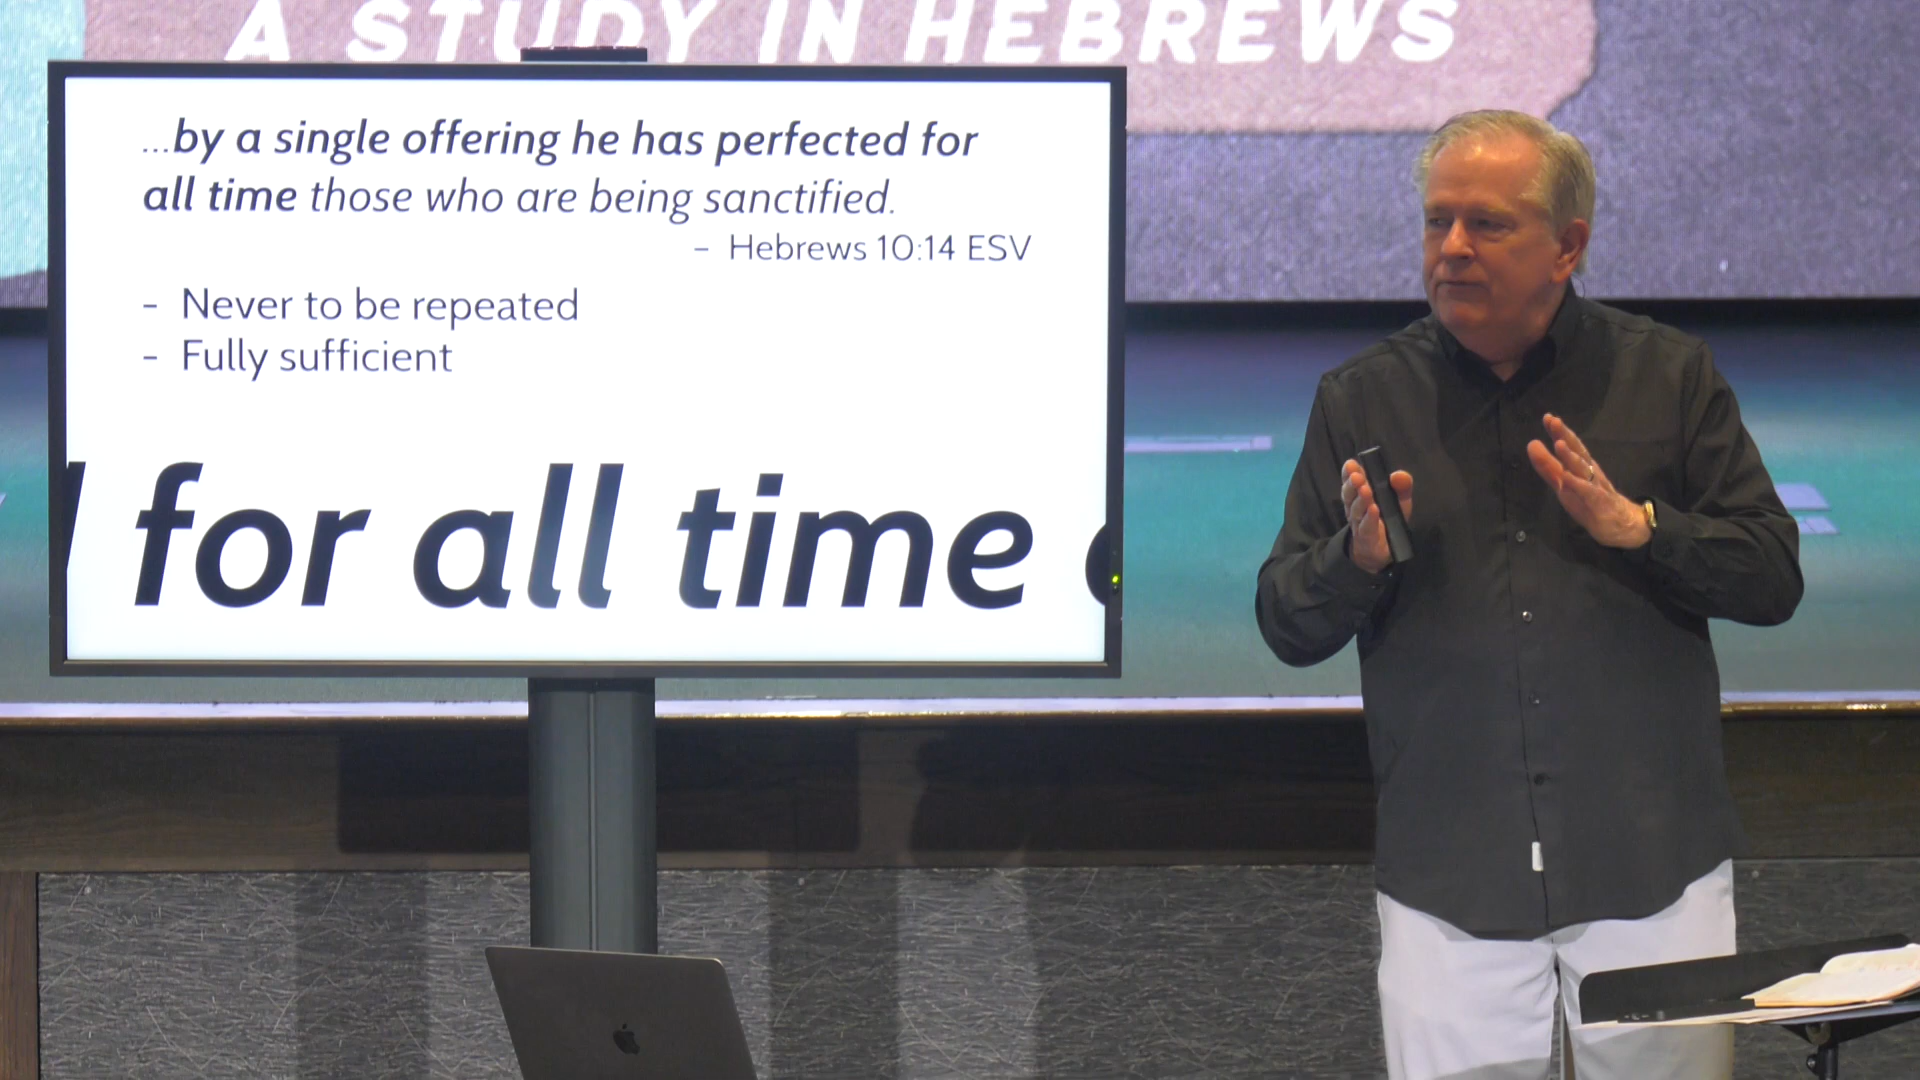 A STUDY IN HEBREWS
...by a single offering he has perfected for
all time those who are being sanctified.
– Hebrews 10:14 ESV
- Never to be repeated
- Fully sufficient
for all time